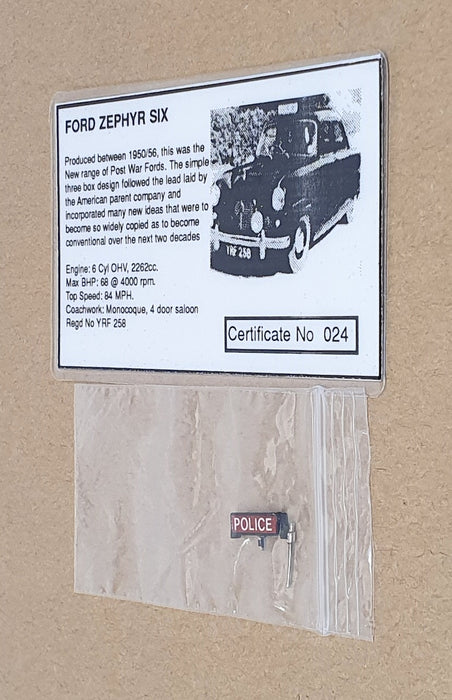 FORD ZEPHYR SIX
Produced between 1950/56, this was the
New range of Post War Fords. The simple
three box design followed the lead laid by
the American parent company and
incorporated many new ideas that were to
become so widely copied as to become
conventional over the next two decades
Engine: 6 Cyl OHV, 2262cc.
Max BHP: 68 @ 4000 rpm.
Top Speed: 84 MPH.
Coachwork: Monocoque, 4 door saloon
Regd No YRF 258
YRF 258
Certificate No 024
POLICE